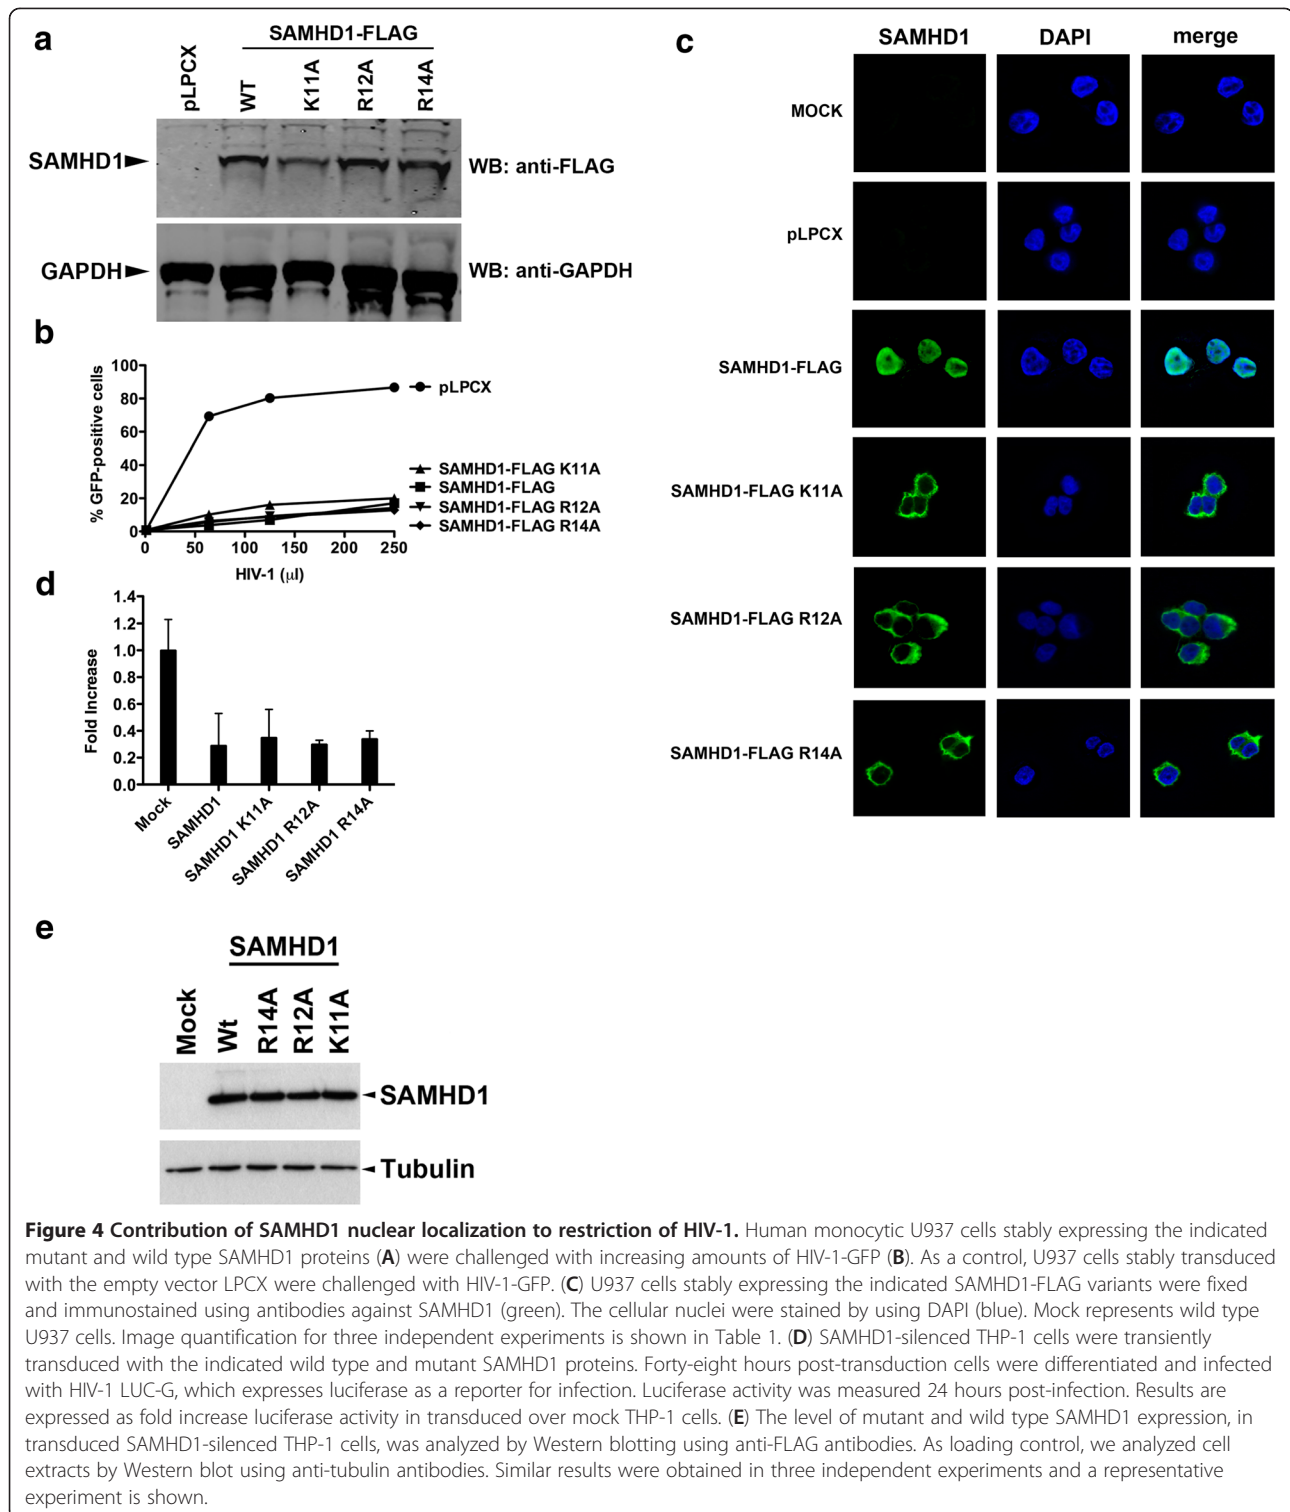 a
SAMHD1-FLAG
pLPCX
WT
K11A
R12A
R14A
SAMHD1
WB: anti-FLAG
GAPDH
WB: anti-GAPDH
b
100
80
60
40
20
0
0
50
100
150
200
250
% GFP-positive cells
HIV-1 (µl)
pLPCX
SAMHD1-FLAG K11A
SAMHD1-FLAG
SAMHD1-FLAG R12A
SAMHD1-FLAG R14A
c
SAMHD1
DAPI
merge
MOCK
pLPCX
SAMHD1-FLAG
SAMHD1-FLAG K11A
SAMHD1-FLAG R12A
SAMHD1-FLAG R14A
d
1.4
1.2
1.0
0.8
0.6
0.4
0.2
0.0
Fold Increase
Mock
SAMHD1
SAMHD1 K11A
SAMHD1 R12A
SAMHD1 R14A
e
SAMHD1
Mock
Wt
R14A
R12A
K11A
SAMHD1
Tubulin
Figure 4 Contribution of SAMHD1 nuclear localization to restriction of HIV-1. Human monocytic U937 cells stably expressing the indicated
mutant and wild type SAMHD1 proteins (A) were challenged with increasing amounts of HIV-1-GFP (B). As a control, U937 cells stably transduced
with the empty vector LPCX were challenged with HIV-1-GFP. (C) U937 cells stably expressing the indicated SAMHD1-FLAG variants were fixed
and immunostained using antibodies against SAMHD1 (green). The cellular nuclei were stained by using DAPI (blue). Mock represents wild type
U937 cells. Image quantification for three independent experiments is shown in Table 1. (D) SAMHD1-silenced THP-1 cells were transiently
transduced with the indicated wild type and mutant SAMHD1 proteins. Forty-eight hours post-transduction cells were differentiated and infected
with HIV-1 LUC-G, which expresses luciferase as a reporter for infection. Luciferase activity was measured 24 hours post-infection. Results are
expressed as fold increase luciferase activity in transduced over mock THP-1 cells. (E) The level of mutant and wild type SAMHD1 expression, in
transduced SAMHD1-silenced THP-1 cells, was analyzed by Western blotting using anti-FLAG antibodies. As loading control, we analyzed cell
extracts by Western blot using anti-tubulin antibodies. Similar results were obtained in three independent experiments and a representative
experiment is shown.